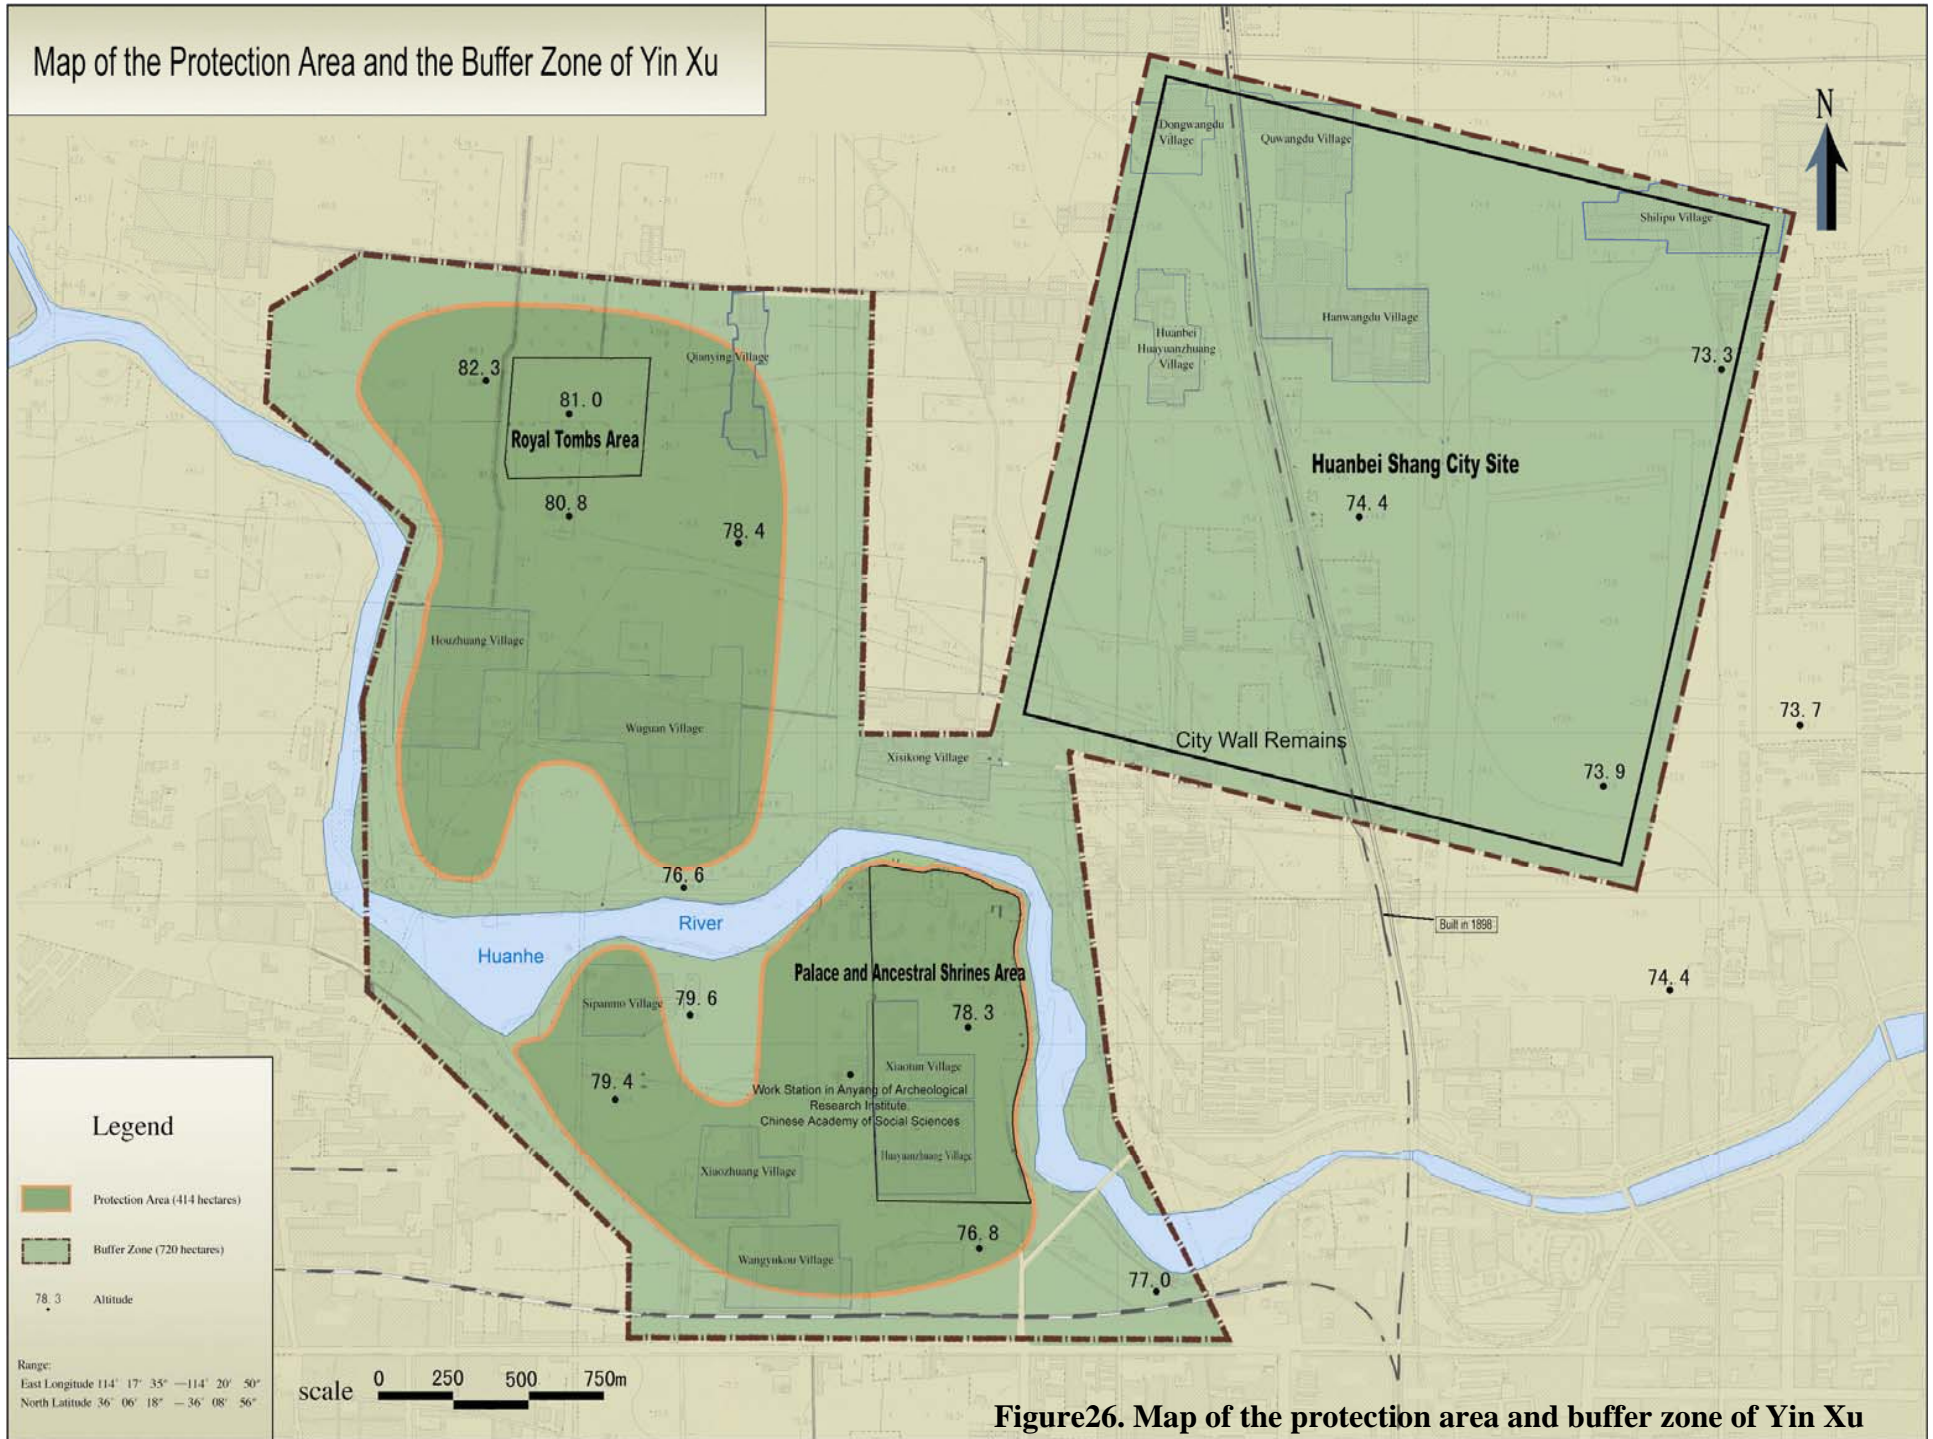 Map of the Protection Area and the Buffer Zone of Yin Xu
N
Dongwangdu
Village
Quwangdu Village
Shilipu Village
Huanbei
Huayuanzhuang
Village
Hanwangdu Village
73.3
Huanbei Shang City Site
74.4
City Wall Remains
73.9
73.7
Qianying Village
82.3
81.0
Royal Tombs Area
80.8
78.4
Houzhuang Village
Wuguan Village
Xisikong Village
76.6
River
Huanhe
Built in 1898
74.4
Palace and Ancestral Shrines Area
Sipanmo Village
79.6
78.3
79.4
Xiaotun Village
Work Station in Anyang of Archeological
Research Institute.
Chinese Academy of Social Sciences
Huayuanzhuang Village
Xiaozhuang Village
76.8
Wangyukou Village
77.0
Legend
Protection Area (414 hectares)
Buffer Zone (720 hectares)
78.3
Altitude
Range:
East Longitude 114° 17′ 35″ —114° 20′ 50″
North Latitude 36° 06′ 18″ — 36° 08′ 56″
scale
0 250 500 750m
Figure26. Map of the protection area and buffer zone of Yin Xu